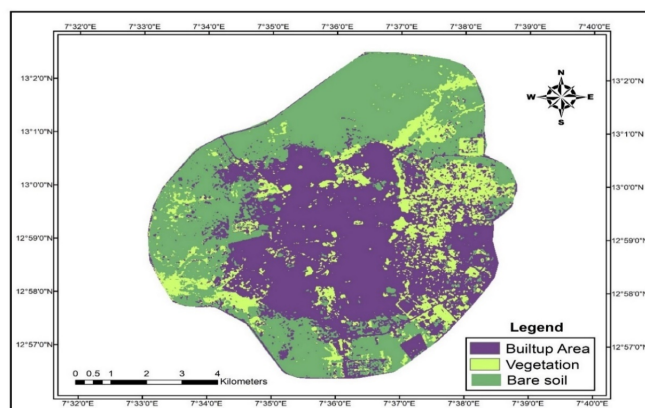 7°32'0"E 7°33'0"E 7°34'0"E 7°35'0"E 7°36'0"E 7°37'0"E 7°38'0"E 7°39'0"E 7°40'0"E
13°2'0"N 13°2'0"N
N
W E
S
13°1'0"N 13°1'0"N
13°0'0"N 13°0'0"N
12°59'0"N 12°59'0"N
12°58'0"N 12°58'0"N
12°57'0"N 12°57'0"N
Legend
Builtup Area
Vegetation
Bare soil
0 0.5 1 2 3 4
Kilometers
7°32'0"E 7°33'0"E 7°34'0"E 7°35'0"E 7°36'0"E 7°37'0"E 7°38'0"E 7°39'0"E 7°40'0"E